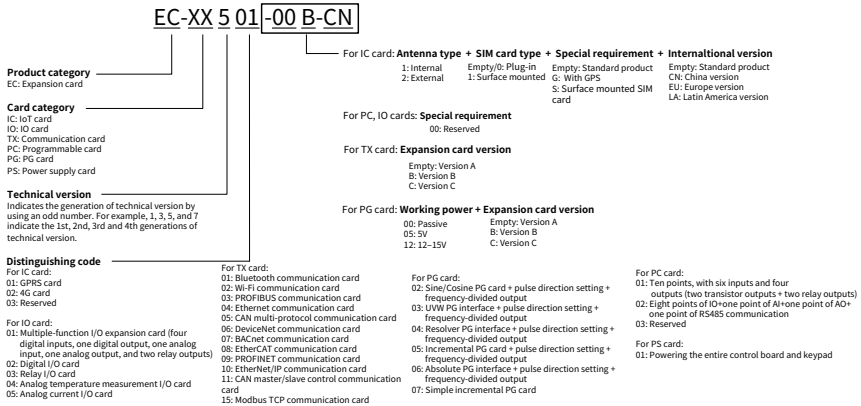 EC-XX 5 01 -00 B-CN
Product category
EC: Expansion card
Card category
IC: IoT card
IO: IO card
TX: Communication card
PC: Programmable card
PG: PG card
PS: Power supply card
Technical version
Indicates the generation of technical version by
using an odd number. For example, 1, 3, 5, and 7
indicate the 1st, 2nd, 3rd and 4th generations of
technical version.
Distinguishing code
For IC card:
01: GPRS card
02: 4G card
03: Reserved
For IO card:
01: Multiple-function I/O expansion card (four
digital inputs, one digital output, one analog
input, one analog output, and two relay outputs)
02: Digital I/O card
03: Relay I/O card
04: Analog temperature measurement I/O card
05: Analog current I/O card
For TX card:
01: Bluetooth communication card
02: Wi-Fi communication card
03: PROFIBUS communication card
04: Ethernet communication card
05: CAN multi-protocol communication card
06: DeviceNet communication card
07: BACnet communication card
08: EtherCAT communication card
09: PROFINET communication card
10: EtherNet/IP communication card
11: CAN master/slave control communication
card
15: Modbus TCP communication card
For PG card:
02: Sine/Cosine PG card + pulse direction setting +
frequency-divided output
03: UVW PG interface + pulse direction setting +
frequency-divided output
04: Resolver PG interface + pulse direction setting +
frequency-divided output
05: Incremental PG card + pulse direction setting +
frequency-divided output
06: Absolute PG interface + pulse direction setting +
frequency-divided output
07: Simple incremental PG card
For PC card:
01: Ten points, with six inputs and four
outputs (two transistor outputs + two relay outputs)
02: Eight points of IO+one point of AI+one point of AO+
one point of RS485 communication
03: Reserved
For PS card:
01: Powering the entire control board and keypad
For IC card: Antenna type + SIM card type + Special requirement + Internaltional version
1: Internal
2: External
Empty/0: Plug-in
1: Surface mounted
Empty: Standard product
G: With GPS
S: Surface mounted SIM
card
Empty: Standard product
CN: China version
EU: Europe version
LA: Latin America version
For PC, IO cards: Special requirement
00: Reserved
For TX card: Expansion card version
Empty: Version A
B: Version B
C: Version C
For PG card: Working power + Expansion card version
00: Passive
05: 5V
12: 12–15V
Empty: Version A
B: Version B
C: Version C